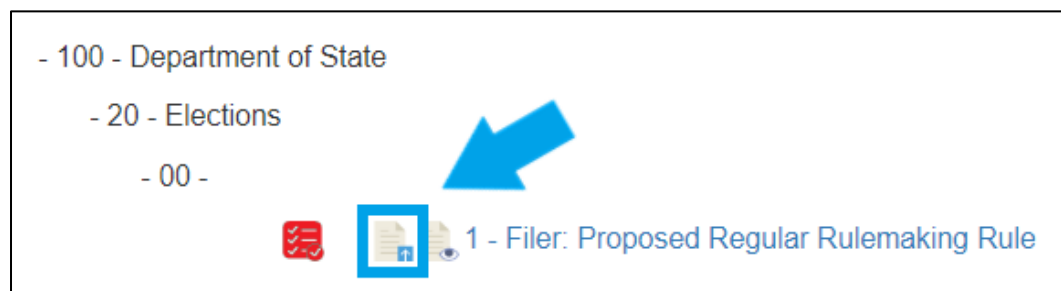 - 100 - Department of State
- 20 - Elections
- 00 -
1 - Filer: Proposed Regular Rulemaking Rule